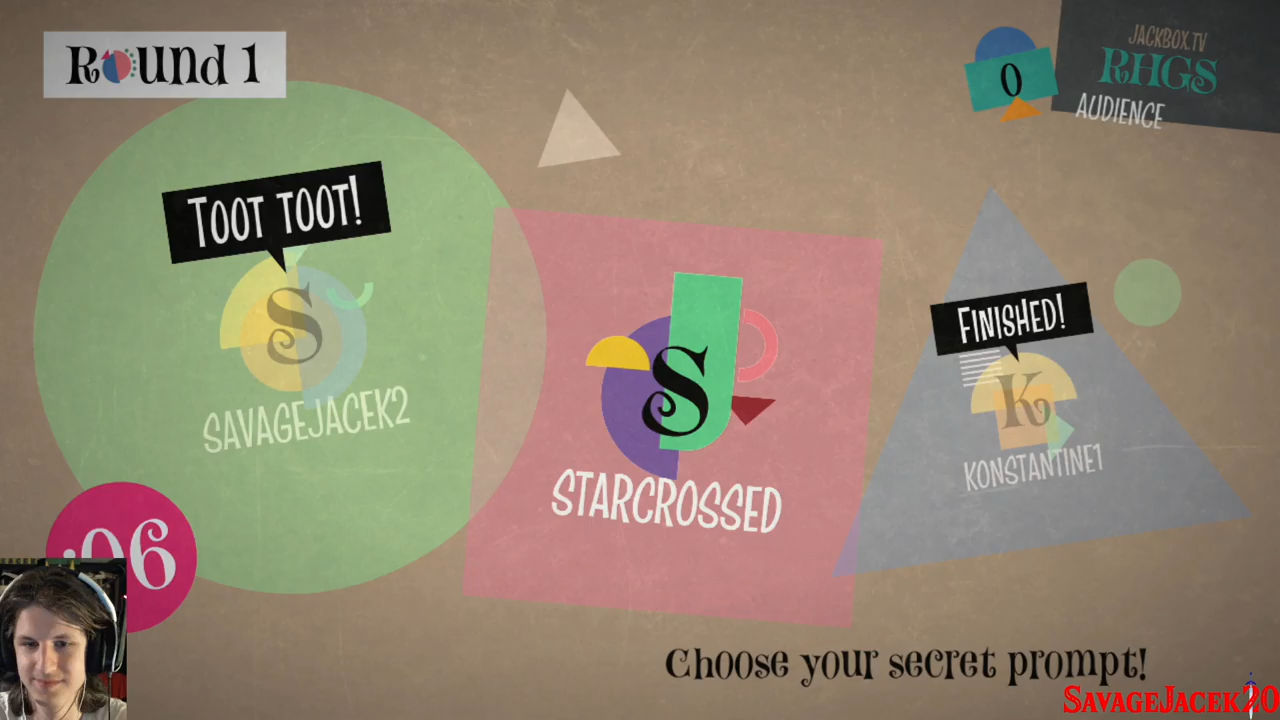 Round 1
JACKBOX.TV
RHGS
0
AUDIENCE
TOOT TOOT!
S
SAVAGEJACEK2
S
STARCROSSED
FINISHED!
K
KONSTANTINE1
:06
Choose your secret prompt!
SAVAGEJACEK20